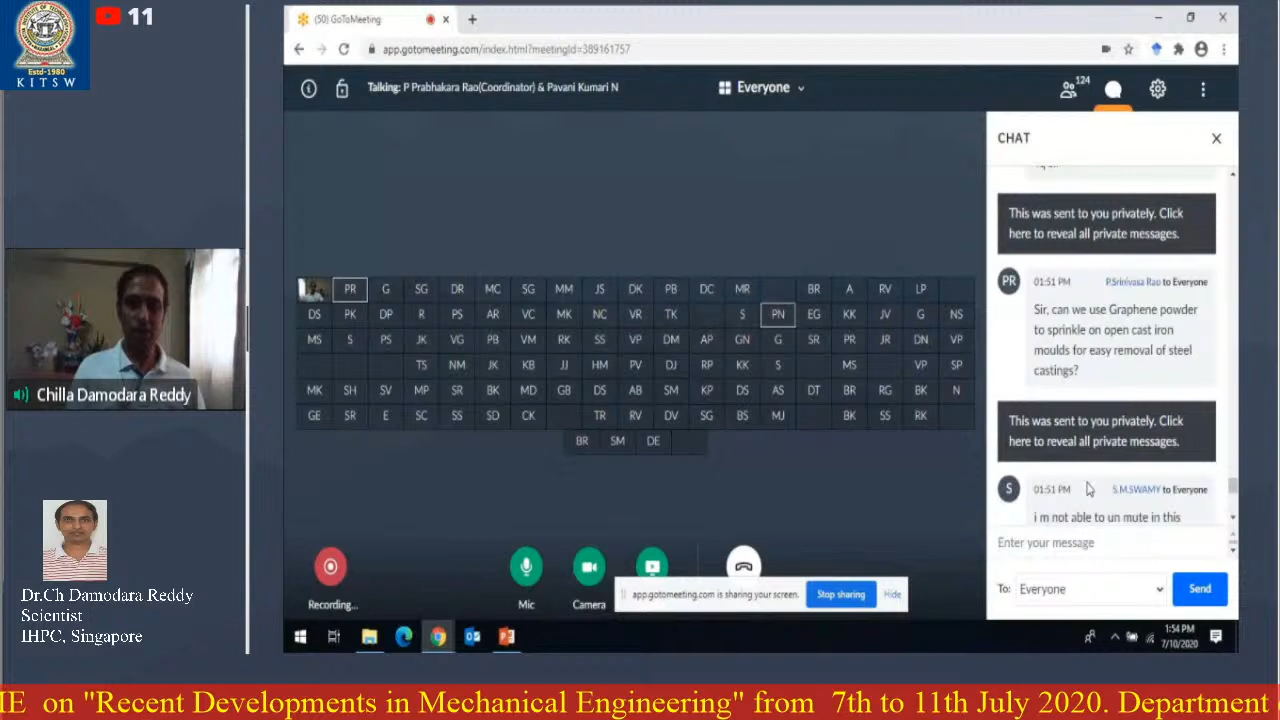 Estd-1980
KITSW
11
(50) GoToMeeting
app.gotomeeting.com/index.html?meetingId=389161757
Talking: P Prabhakara Rao(Coordinator) & Pavani Kumari N
Everyone
124
CHAT
This was sent to you privately. Click
here to reveal all private messages.
PR
01:51 PM P.Srinivasa Rao to Everyone
Sir, can we use Graphene powder
to sprinkle on open cast iron
moulds for easy removal of steel
castings?
This was sent to you privately. Click
here to reveal all private messages.
S
01:51 PM S.M.SWAMY to Everyone
i m not able to un mute in this
Enter your message
To: Everyone
Send
PR G SG DR MC SG MM JS DK PB DC MR BR A RV LP
DS PK DP R PS AR VC MK NC VR TK S PN EG KK JV G NS
MS S PS JK VG PB VM RK SS VP DM AP GN G SR PR JR DN VP
TS NM JK KB JJ HM PV DJ RP KK S MS VP SP
MK SH SV MP SR BK MD GB DS AB SM KP DS AS DT BR RG BK N
GE SR E SC SS SD CK TR RV DV SG BS MJ BK SS RK
BR SM DE
Chilla Damodara Reddy
Dr.Ch Damodara Reddy
Scientist
IHPC, Singapore
Recording...
Mic
Camera
app.gotomeeting.com is sharing your screen.
Stop sharing
Hide
1:54 PM
7/10/2020
IE on "Recent Developments in Mechanical Engineering" from 7th to 11th July 2020. Department